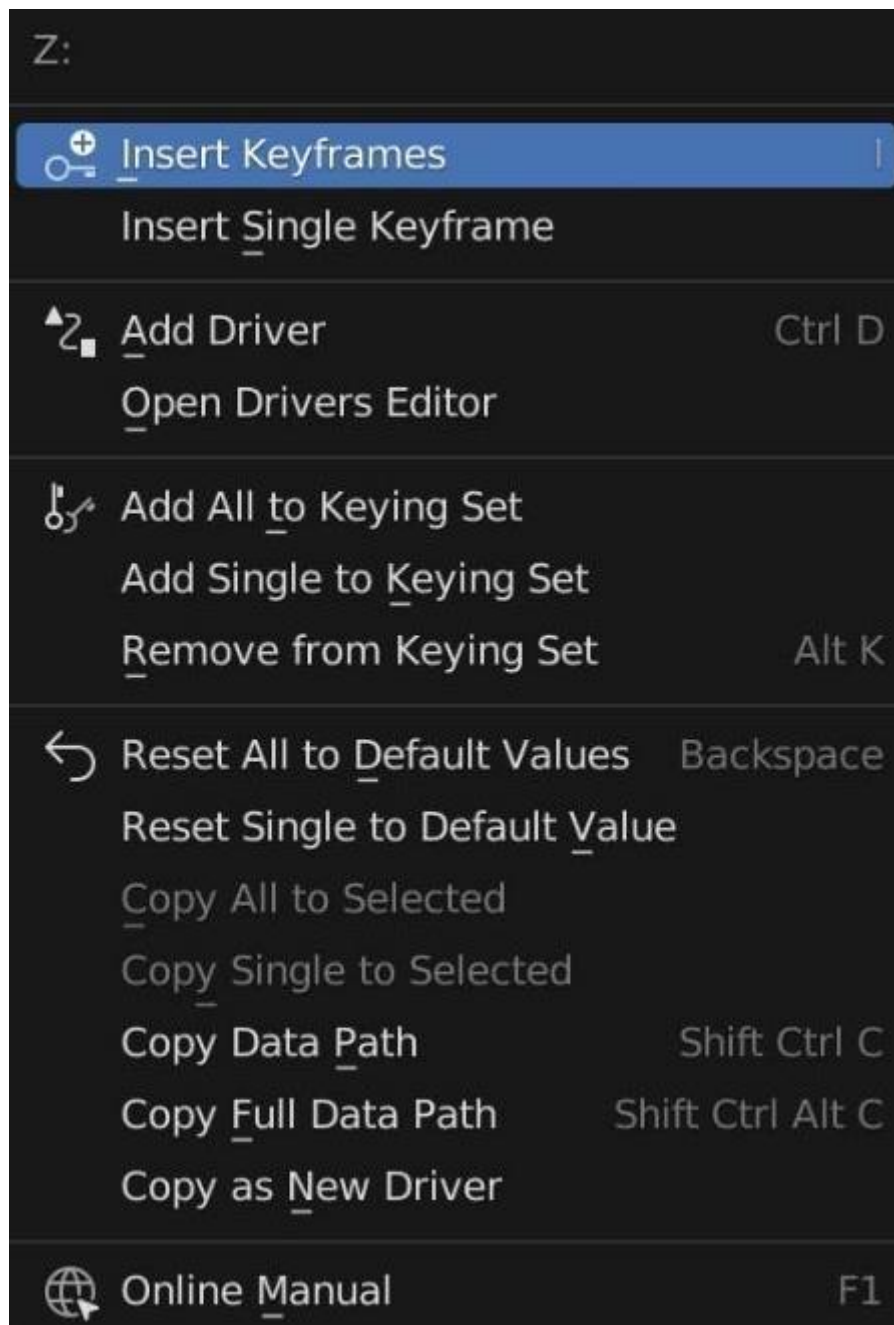 Z:
Insert Keyframes I
Insert Single Keyframe
Add Driver Ctrl D
Open Drivers Editor
Add All to Keying Set
Add Single to Keying Set
Remove from Keying Set Alt K
Reset All to Default Values Backspace
Reset Single to Default Value
Copy All to Selected
Copy Single to Selected
Copy Data Path Shift Ctrl C
Copy Full Data Path Shift Ctrl Alt C
Copy as New Driver
Online Manual F1